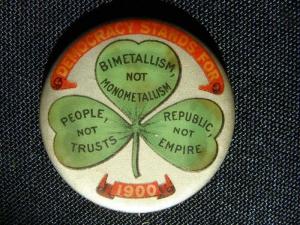 DEMOCRACY STANDS FOR
BIMETALLISM,
NOT
MONOMETALLISM
PEOPLE,
NOT
TRUSTS
REPUBLIC,
NOT
EMPIRE
1900